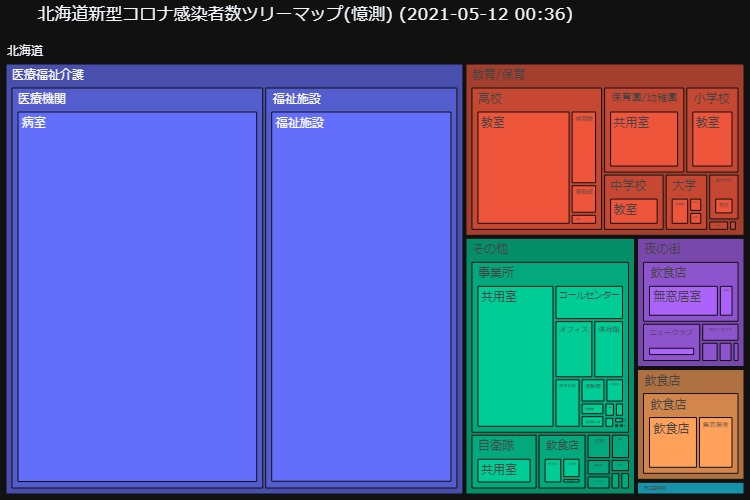 北海道新型コロナ感染者数ツリーマップ(憶測) (2021-05-12 00:36)
北海道
医療福祉介護
医療機関
病室
福祉施設
福祉施設
教育/保育
高校
教室
体育館
保育園/幼稚園
共用室
小学校
教室
中学校
教室
大学
その他
事業所
共用室
コールセンター
オフィス
体育館
自衛隊
共用室
飲食店
夜の街
飲食店
無窓居室
ニュークラブ
飲食店
飲食店
飲食店
無窓居室